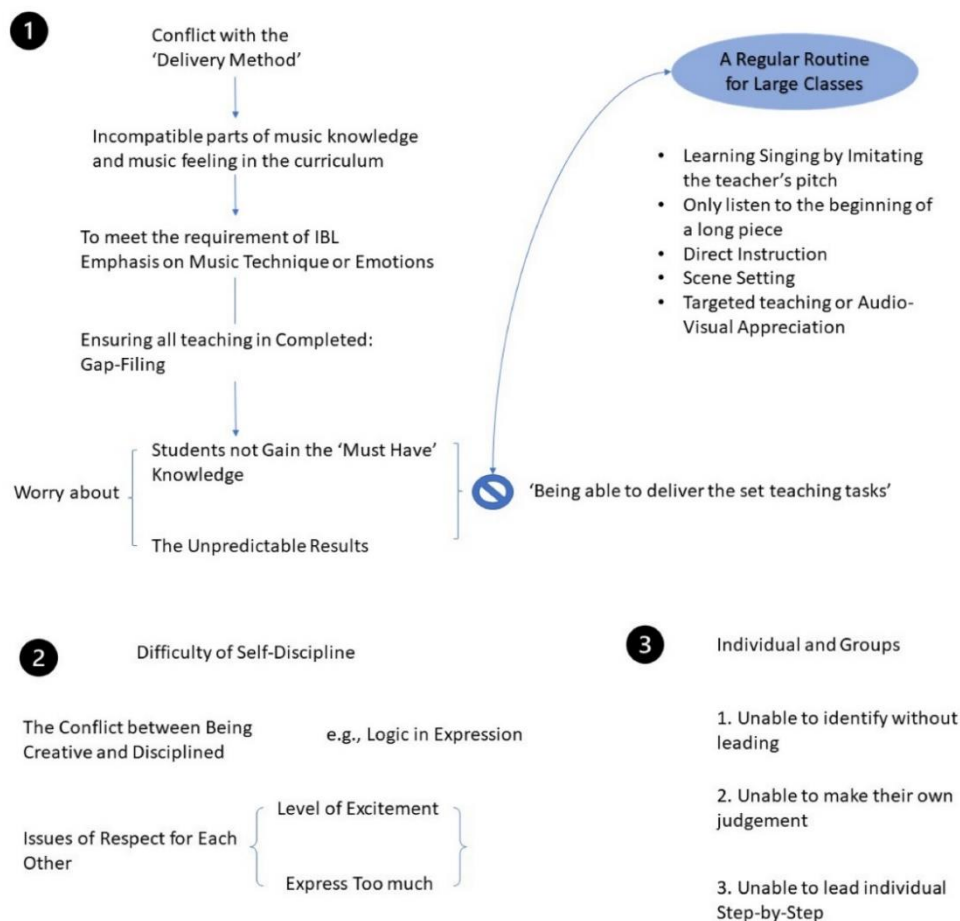 1
Conflict with the
‘Delivery Method’
Incompatible parts of music knowledge
and music feeling in the curriculum
To meet the requirement of IBL
Emphasis on Music Technique or Emotions
Ensuring all teaching in Completed:
Gap-Filing
Worry about
Students not Gain the ‘Must Have’
Knowledge
The Unpredictable Results
‘Being able to deliver the set teaching tasks’
A Regular Routine
for Large Classes
• Learning Singing by Imitating
the teacher’s pitch
• Only listen to the beginning of
a long piece
• Direct Instruction
• Scene Setting
• Targeted teaching or Audio-
Visual Appreciation
2
Difficulty of Self-Discipline
The Conflict between Being
Creative and Disciplined
e.g., Logic in Expression
Issues of Respect for Each
Other
Level of Excitement
Express Too much
3
Individual and Groups
1. Unable to identify without
leading
2. Unable to make their own
judgement
3. Unable to lead individual
Step-by-Step